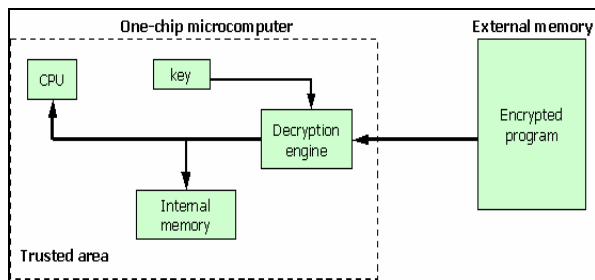 One-chip microcomputer
External memory
CPU
key
Decryption
engine
Encrypted
program
Internal
memory
Trusted area